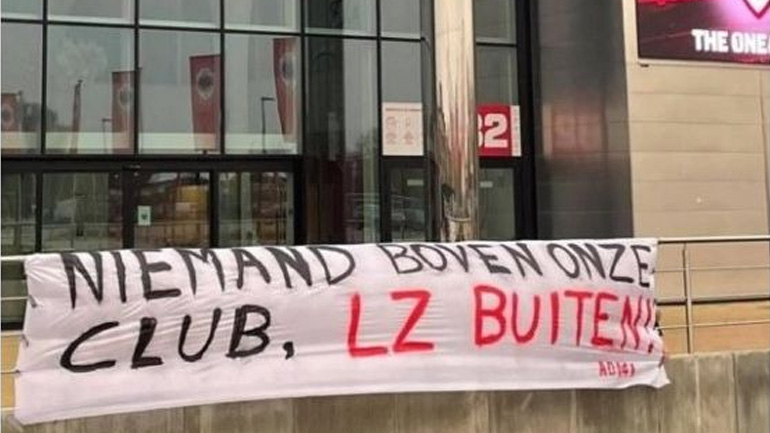 THE ONE
32
NIEMAND BOVEN ONZE
CLUB, LZ BUITEN!